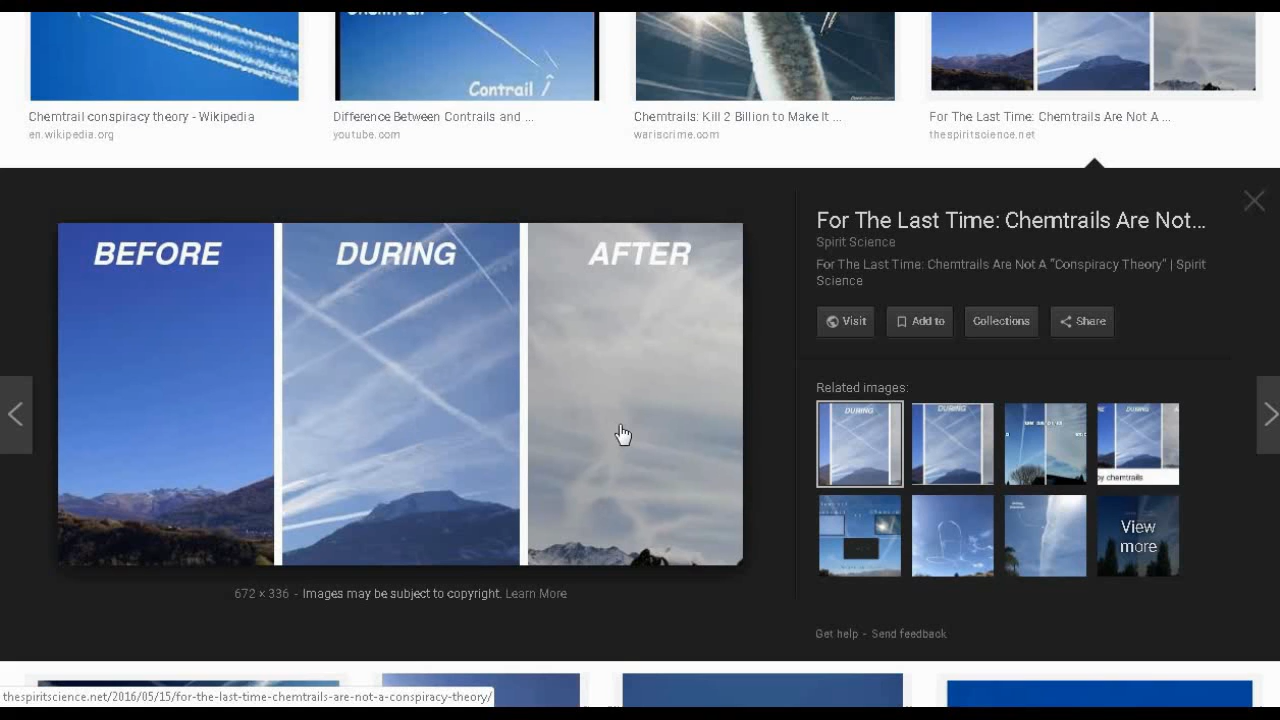 Contrail
Chemtrail conspiracy theory - Wikipedia
en.wikipedia.org
Difference Between Contrails and ...
youtube.com
Chemtrails: Kill 2 Billion to Make It ...
wariscrime.com
For The Last Time: Chemtrails Are Not A ...
thespiritscience.net
BEFORE
DURING
AFTER
672 × 336 - Images may be subject to copyright. Learn More
For The Last Time: Chemtrails Are Not...
Spirit Science
For The Last Time: Chemtrails Are Not A "Conspiracy Theory" | Spirit
Science
Visit
Add to
Collections
Share
Related images:
DURING
DURING
DURING
by chemtrails
View
more
Get help - Send feedback
thespiritscience.net/2016/05/15/for-the-last-time-chemtrails-are-not-a-conspiracy-theory/